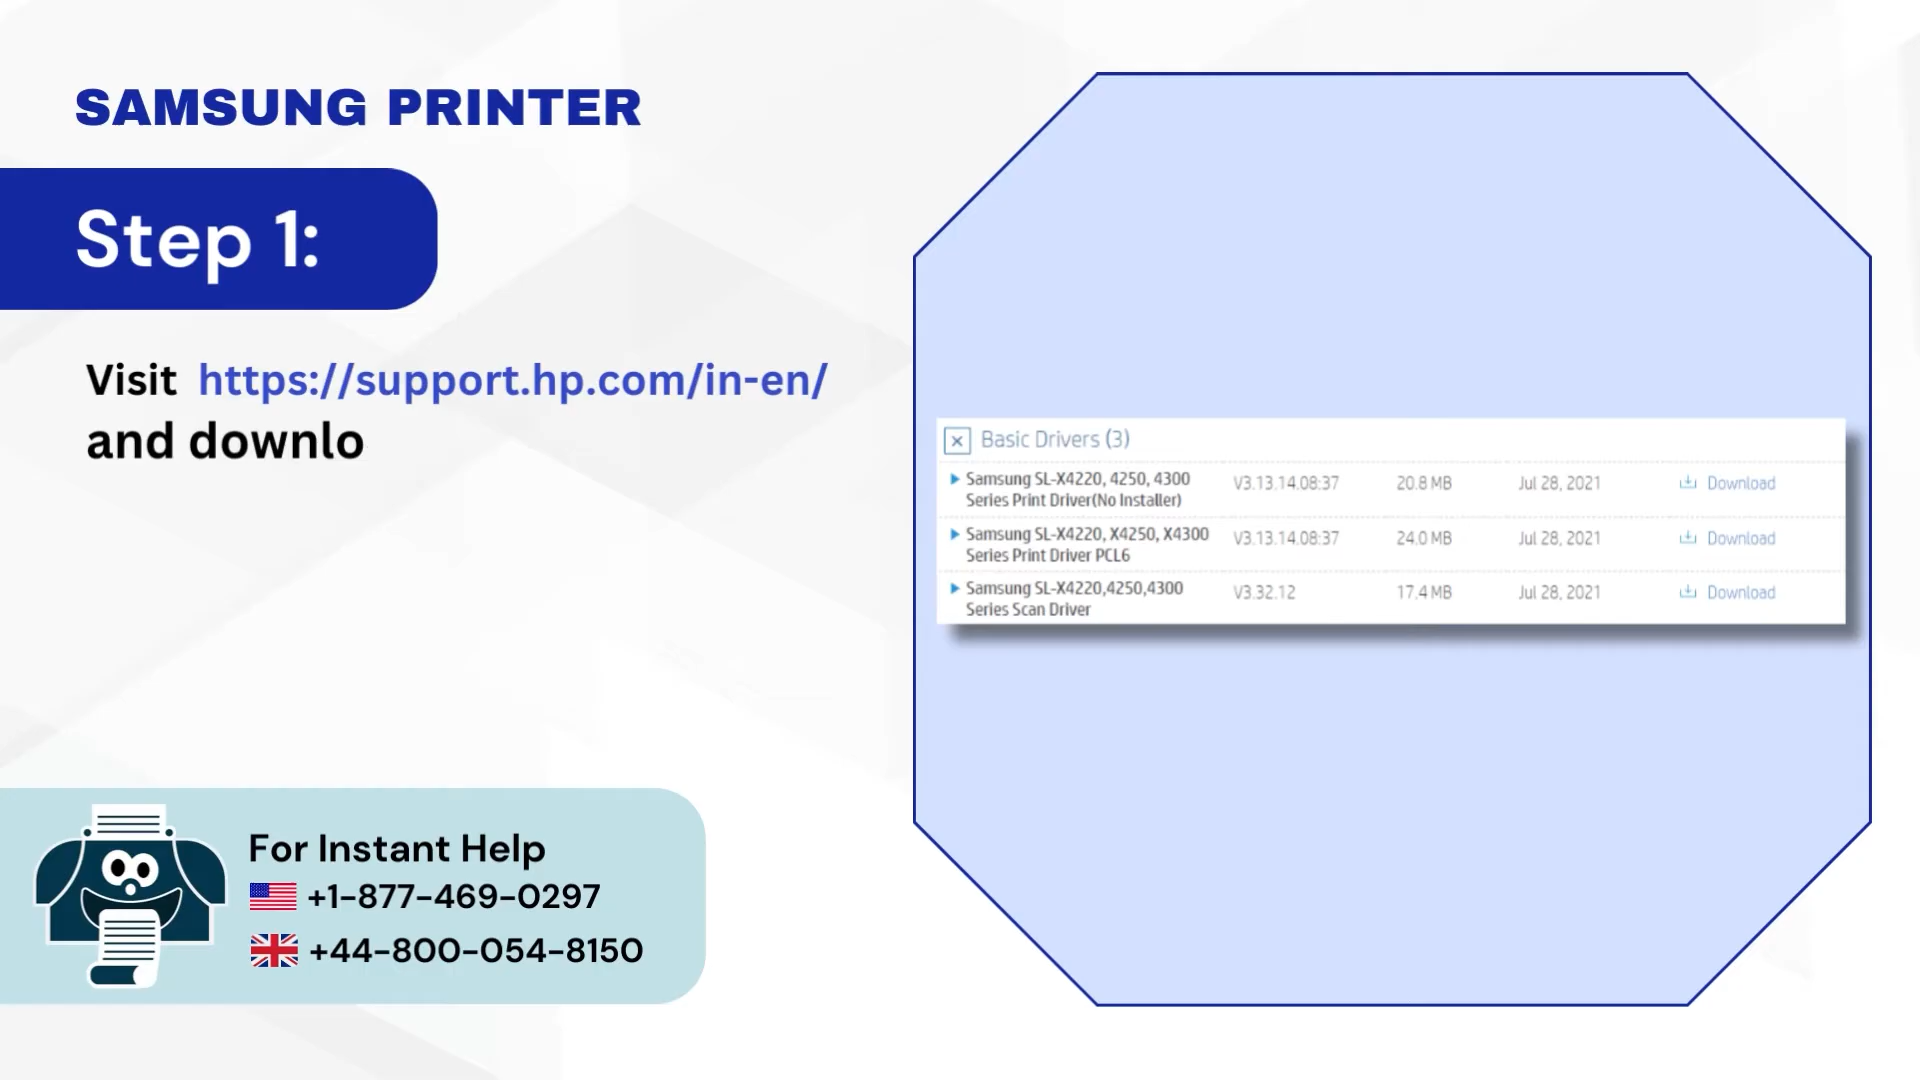 SAMSUNG PRINTER
Step 1:
Visit https://support.hp.com/in-en/
and downlo
Basic Drivers (3)
Samsung SL-X4220, 4250, 4300 V3.13.14.08:37 20.8 MB Jul 28, 2021 Download
Series Print Driver(No Installer)
Samsung SL-X4220, X4250, X4300 V3.13.14.08:37 24.0 MB Jul 28, 2021 Download
Series Print Driver PCL6
Samsung SL-X4220,4250,4300 V3.32.12 17.4 MB Jul 28, 2021 Download
Series Scan Driver
For Instant Help
+1-877-469-0297
+44-800-054-8150